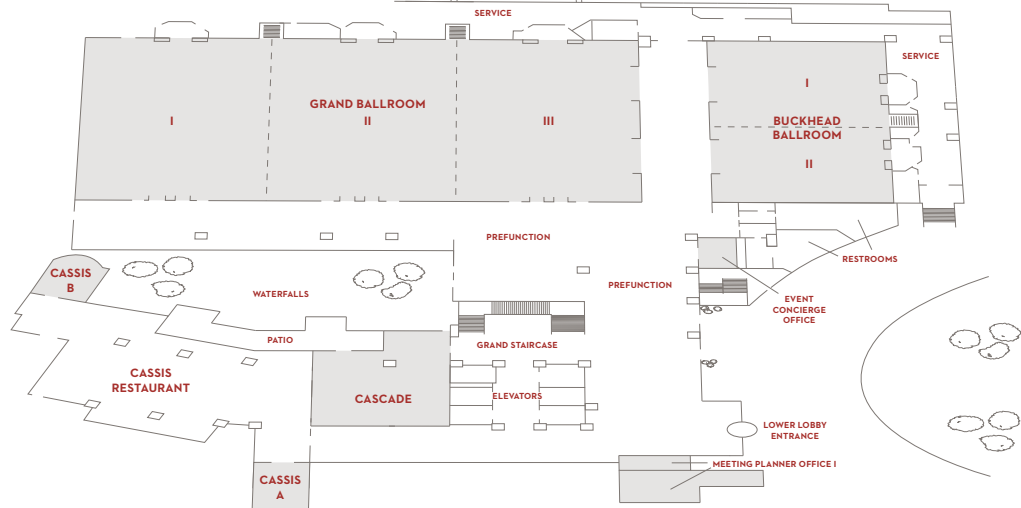 SERVICE
SERVICE
GRAND BALLROOM
I
II
III
I
BUCKHEAD
BALLROOM
II
PREFUNCTION
RESTROOMS
CASSIS
B
WATERFALLS
PREFUNCTION
EVENT
CONCIERGE
OFFICE
PATIO
GRAND STAIRCASE
CASSIS
RESTAURANT
CASCADE
ELEVATORS
LOWER LOBBY
ENTRANCE
MEETING PLANNER OFFICE I
CASSIS
A